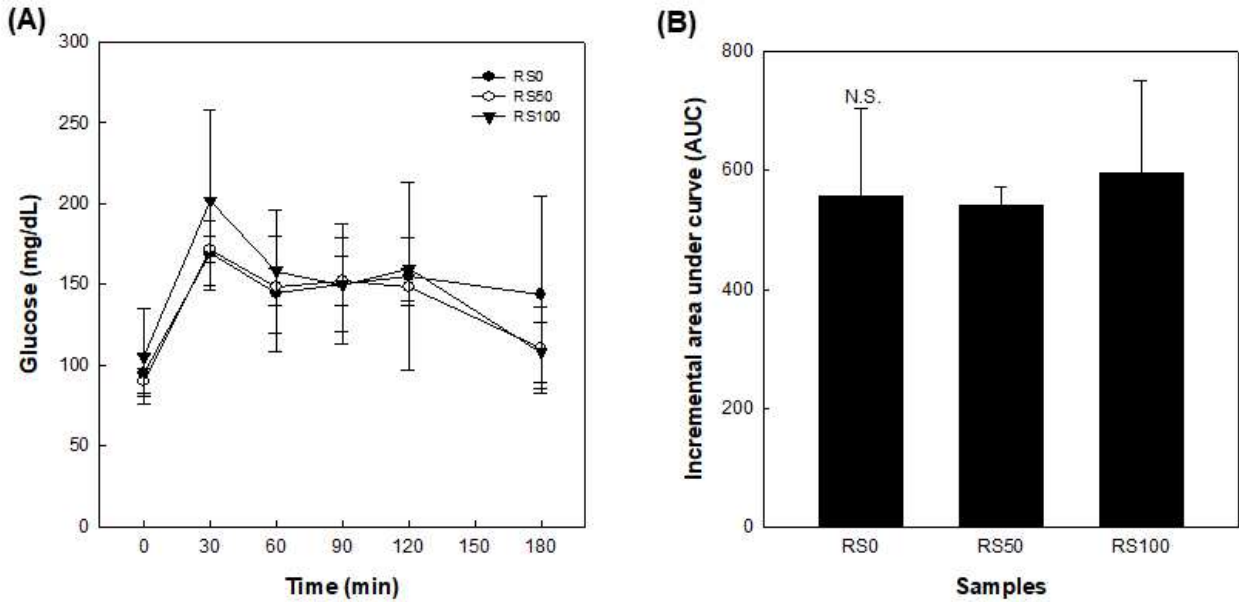 (A)
300
250
200
150
100
50
0
Glucose (mg/dL)
RS0
RS50
RS100
0 30 60 90 120 150 180
Time (min)
(B)
800
600
400
200
0
Incremental area under curve (AUC)
N.S.
RS0 RS50 RS100
Samples